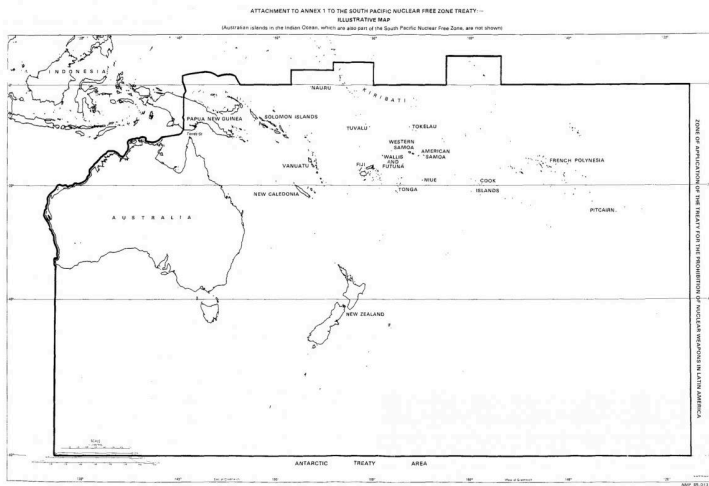 ATTACHMENT TO ANNEX 1 TO THE SOUTH PACIFIC NUCLEAR FREE ZONE TREATY:—
ILLUSTRATIVE MAP
(Australian islands in the Indian Ocean, which are also part of the South Pacific Nuclear Free Zone, are not shown)
INDONESIA
NAURU
KIRIBATI
PAPUA NEW GUINEA
SOLOMON ISLANDS
TUVALU
TOKELAU
WESTERN
SAMOA
AMERICAN
SAMOA
WALLIS
AND
FUTUNA
FIJI
VANUATU
FRENCH POLYNESIA
NIUE
COOK
ISLANDS
NEW CALEDONIA
TONGA
PITCAIRN
AUSTRALIA
NEW ZEALAND
ANTARCTIC TREATY AREA
ZONE OF APPLICATION OF THE TREATY FOR THE PROHIBITION OF NUCLEAR WEAPONS IN LATIN AMERICA